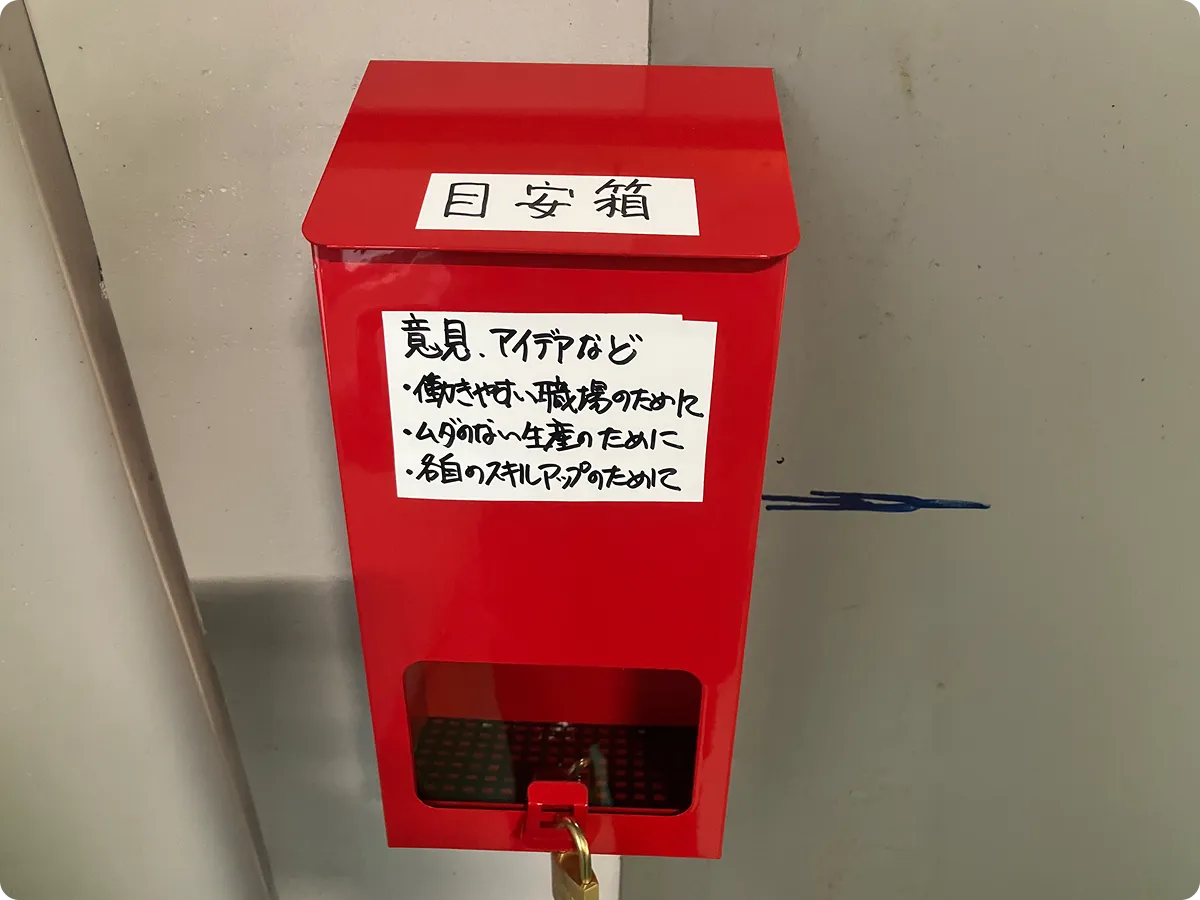 目安箱
意見、アイデアなど
・働きやすい職場のために
・ムダのない生産のために
・各自のスキルアップのために